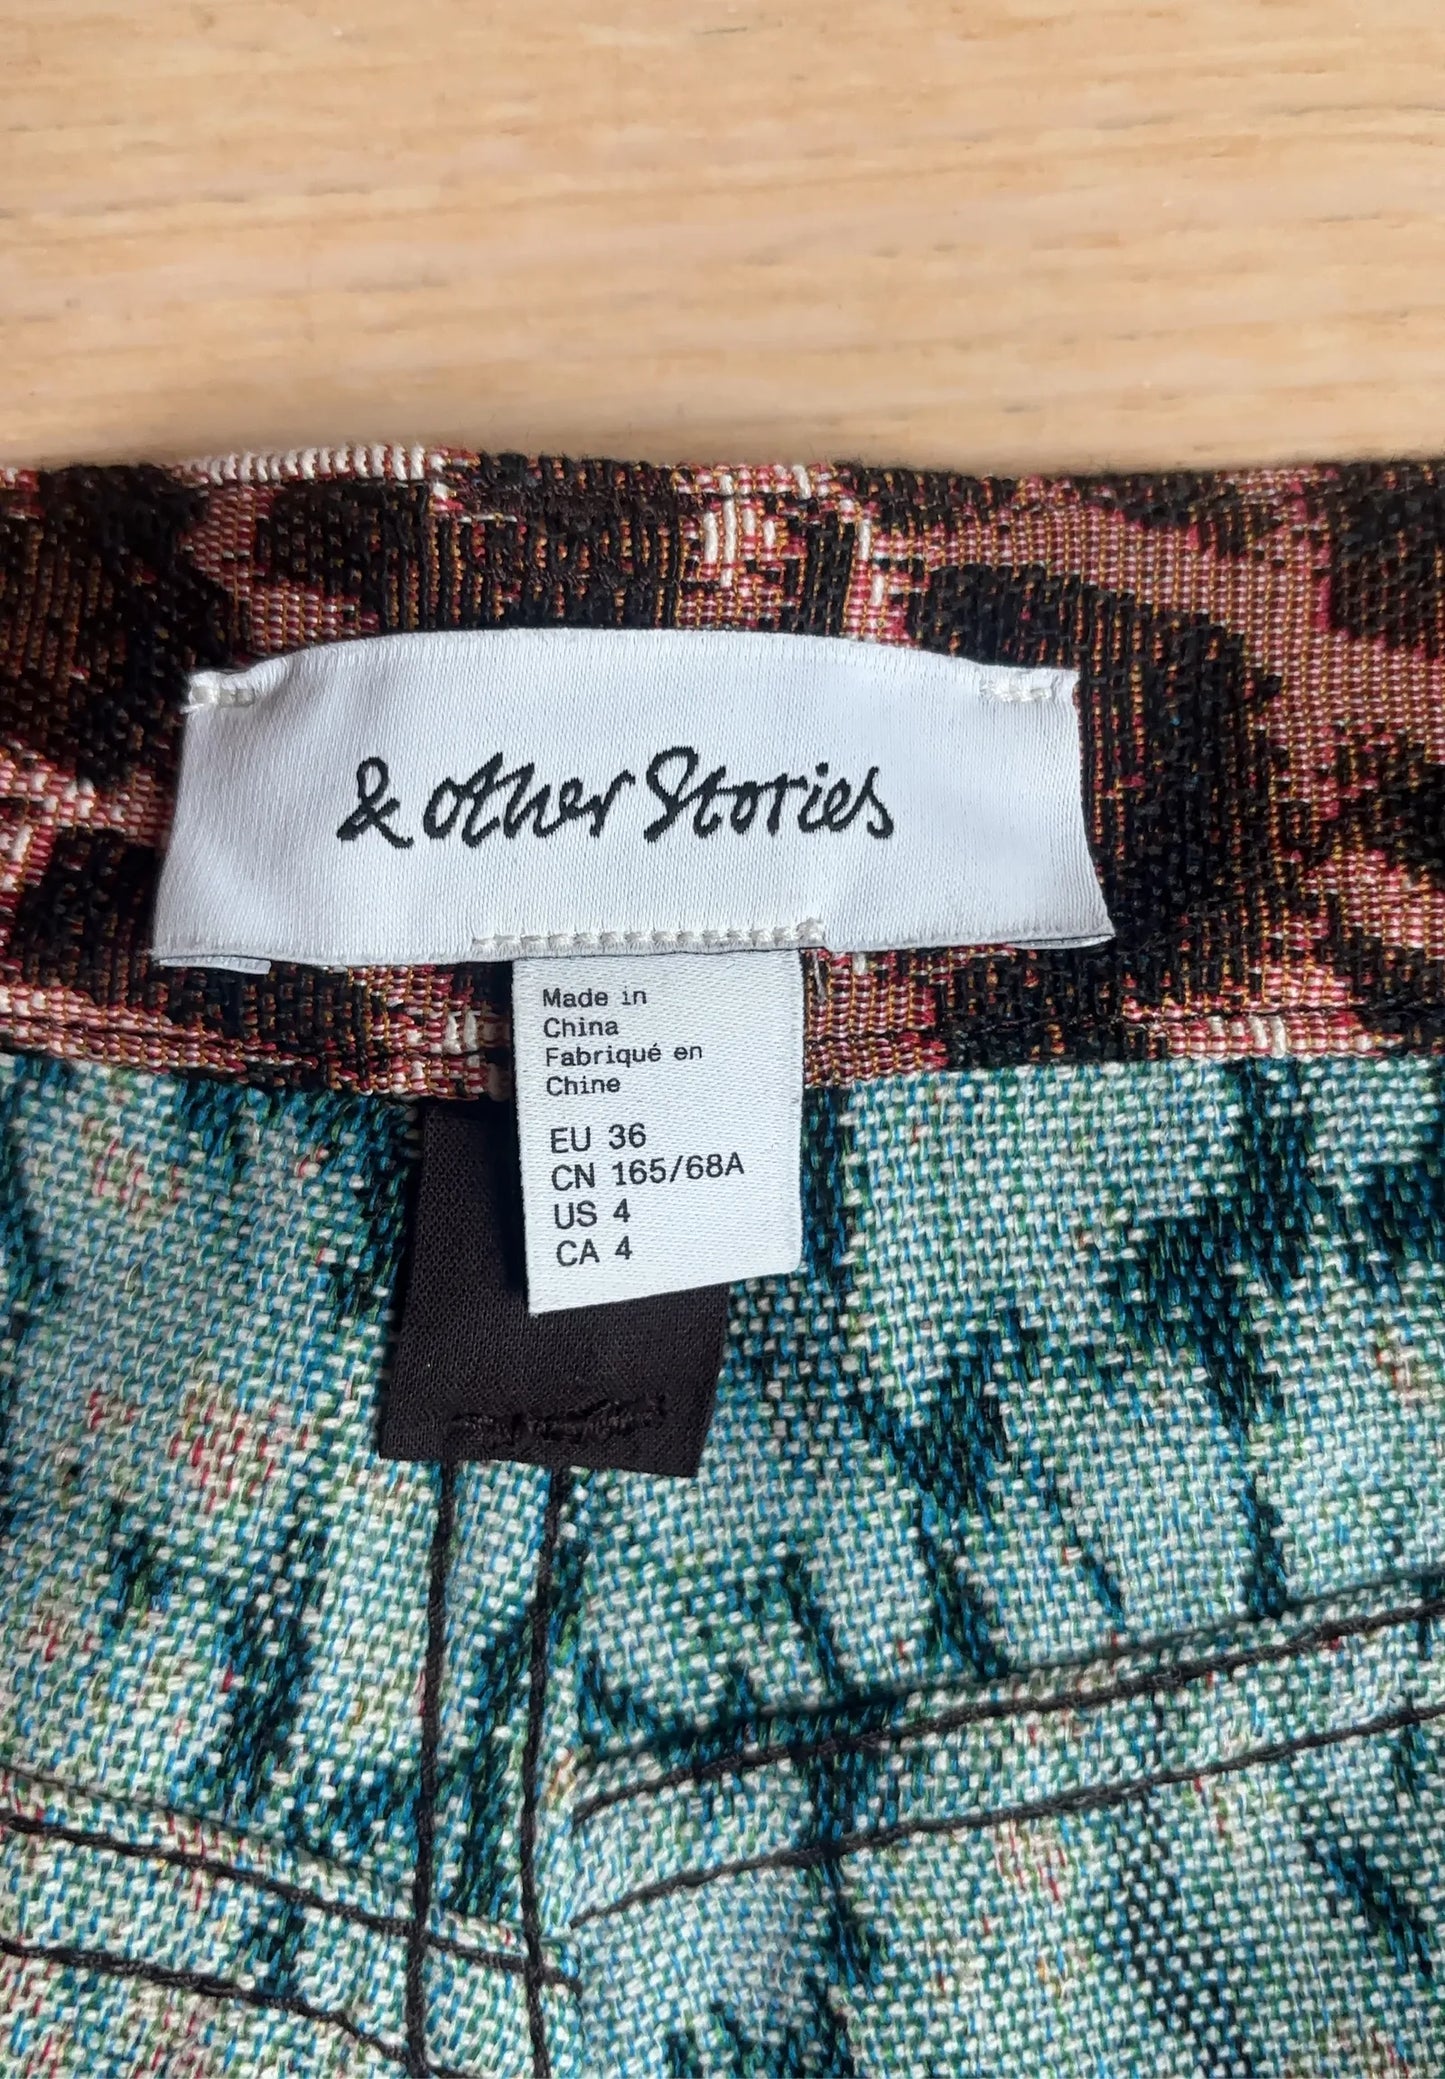 & other Stories
Made in
China
Fabriqué en
Chine
EU 36
CN 165/68A
US 4
CA 4